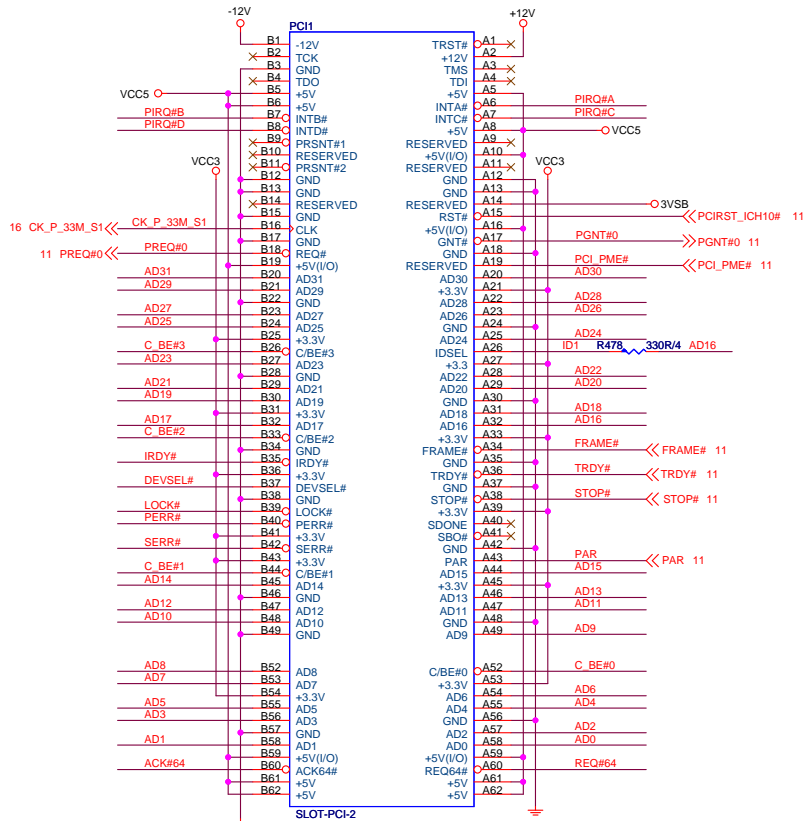 -12V +12V
PCI1
B1 -12V TRST# A1
B2 TCK +12V A2
B3 GND TMS A3
B4 TDO TDI A4
VCC5 B5 +5V +5V A5
B6 +5V INTA# A6 PIRQ#A
PIRQ#B B7 INTB# INTC# A7 PIRQ#C
PIRQ#D B8 INTD# +5V A8 VCC5
B9 PRSNT#1 RESERVED A9
B10 RESERVED +5V(I/O) A10
VCC3 B11 PRSNT#2 RESERVED A11 VCC3
B12 GND GND A12
B13 GND GND A13
B14 RESERVED RESERVED A14 3VSB
B15 GND RST# A15 PCIRST_ICH10# 11
16 CK_P_33M_S1 CK_P_33M_S1 B16 CLK +5V(I/O) A16
B17 GND GNT# A17 PGNT#0 PGNT#0 11
11 PREQ#0 PREQ#0 B18 REQ# GND A18
B19 +5V(I/O) RESERVED A19 PCI_PME# PCI_PME# 11
AD31 B20 AD31 AD30 A20 AD30
AD29 B21 AD29 +3.3V A21
B22 GND AD28 A22 AD28
AD27 B23 AD27 AD26 A23 AD26
AD25 B24 AD25 GND A24
B25 +3.3V AD24 A25 AD24
C_BE#3 B26 C/BE#3 IDSEL A26 ID1 R478 330R/4 AD16
AD23 B27 AD23 +3.3 A27
B28 GND AD22 A28 AD22
AD21 B29 AD21 AD20 A29 AD20
AD19 B30 AD19 GND A30
B31 +3.3V AD18 A31 AD18
AD17 B32 AD17 AD16 A32 AD16
C_BE#2 B33 C/BE#2 +3.3V A33
B34 GND FRAME# A34 FRAME# FRAME# 11
IRDY# B35 IRDY# GND A35
B36 +3.3V TRDY# A36 TRDY# TRDY# 11
DEVSEL# B37 DEVSEL# GND A37
B38 GND STOP# A38 STOP# STOP# 11
LOCK# B39 LOCK# +3.3V A39
PERR# B40 PERR# SDONE A40
B41 +3.3V SBO# A41
SERR# B42 SERR# GND A42
B43 +3.3V PAR A43 PAR PAR 11
C_BE#1 B44 C/BE#1 AD15 A44 AD15
AD14 B45 AD14 +3.3V A45
B46 GND AD13 A46 AD13
AD12 B47 AD12 AD11 A47 AD11
AD10 B48 AD10 GND A48
B49 GND AD9 A49 AD9
AD8 B52 AD8 C/BE#0 A52 C_BE#0
AD7 B53 AD7 +3.3V A53
B54 +3.3V AD6 A54 AD6
AD5 B55 AD5 AD4 A55 AD4
AD3 B56 AD3 GND A56
B57 GND AD2 A57 AD2
AD1 B58 AD1 AD0 A58 AD0
B59 +5V(I/O) +5V(I/O) A59
ACK#64 B60 ACK64# REQ64# A60 REQ#64
B61 +5V +5V A61
B62 +5V +5V A62
SLOT-PCI-2